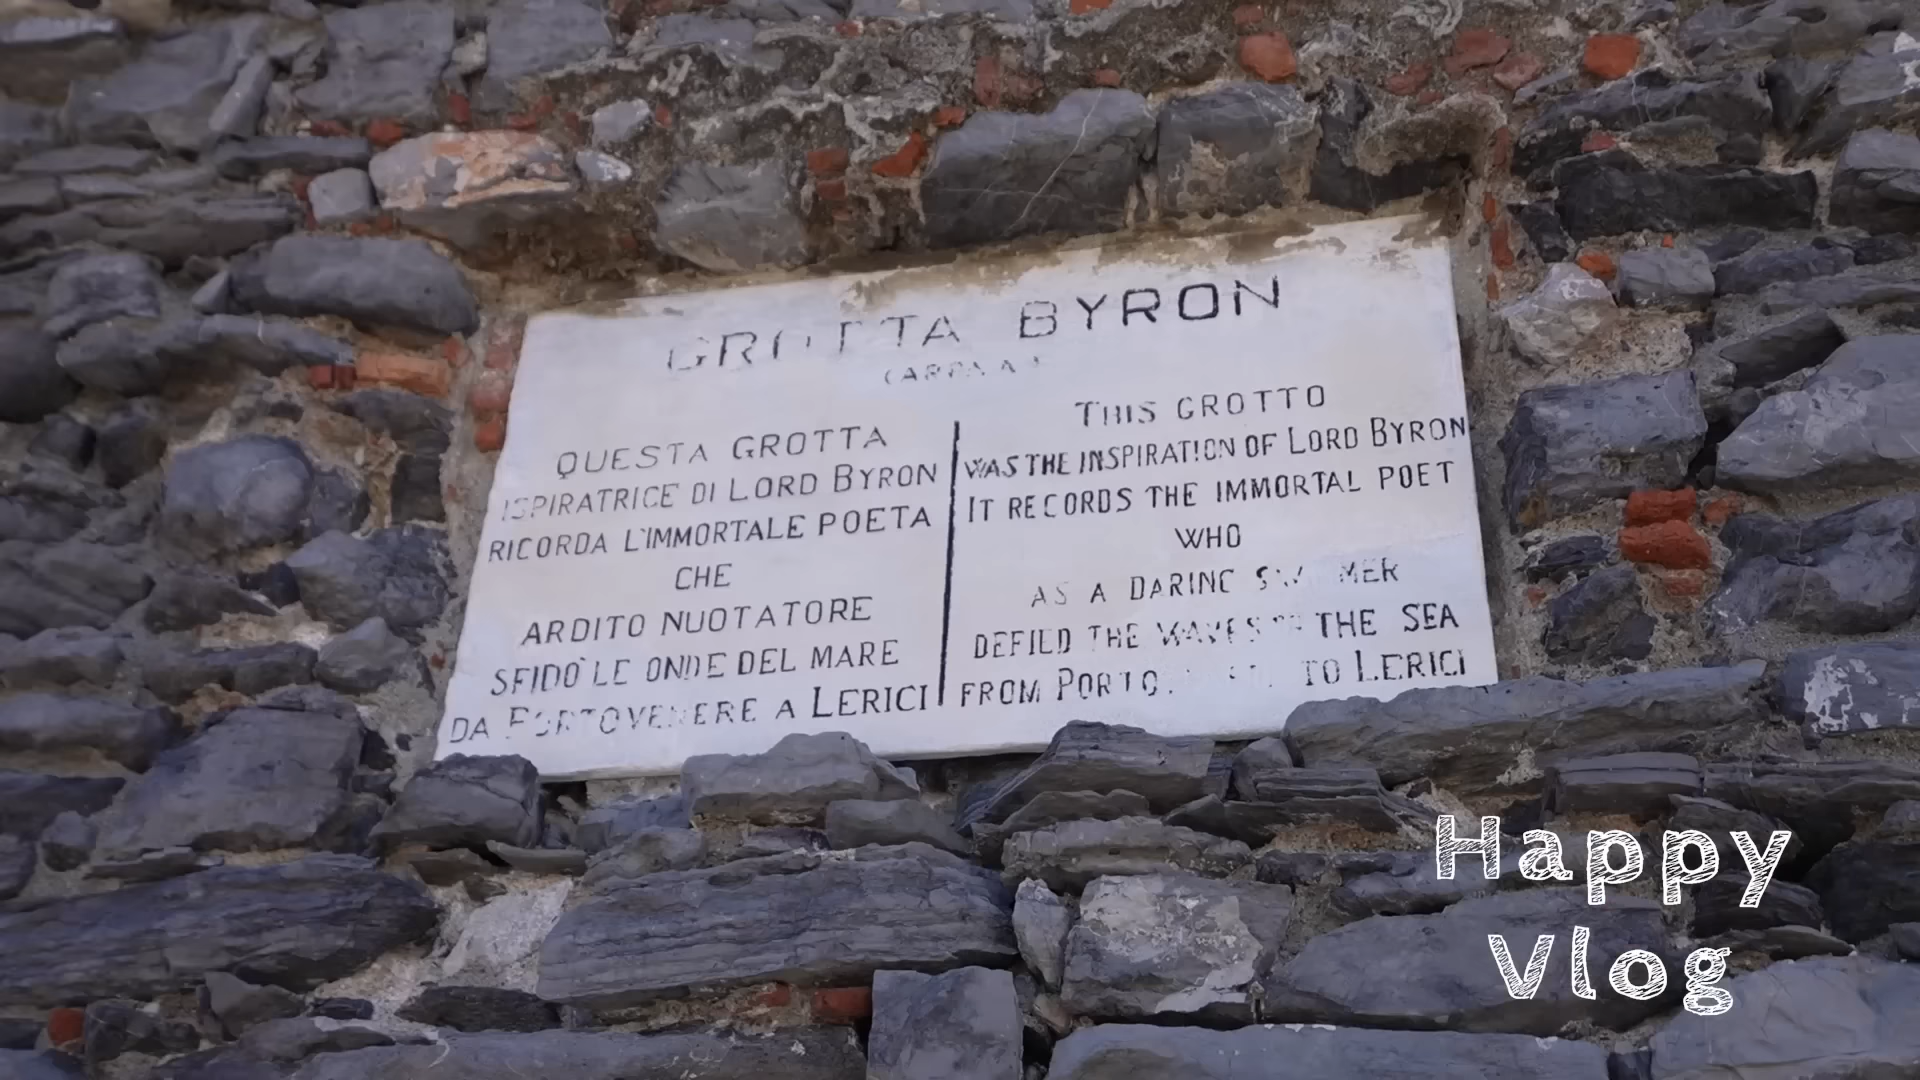 GROTTA BYRON
QUESTA GROTTA
ISPIRATRICE DI LORD BYRON
RICORDA L'IMMORTALE POETA
CHE
ARDITO NUOTATORE
SFIDÒ LE ONDE DEL MARE
DA PORTOVENERE A LERICI
THIS GROTTO
WAS THE INSPIRATION OF LORD BYRON
IT RECORDS THE IMMORTAL POET
WHO
AS A DARING SWIMMER
DEFIED THE WAVES OF THE SEA
FROM TO LERICI
Happy
Vlog